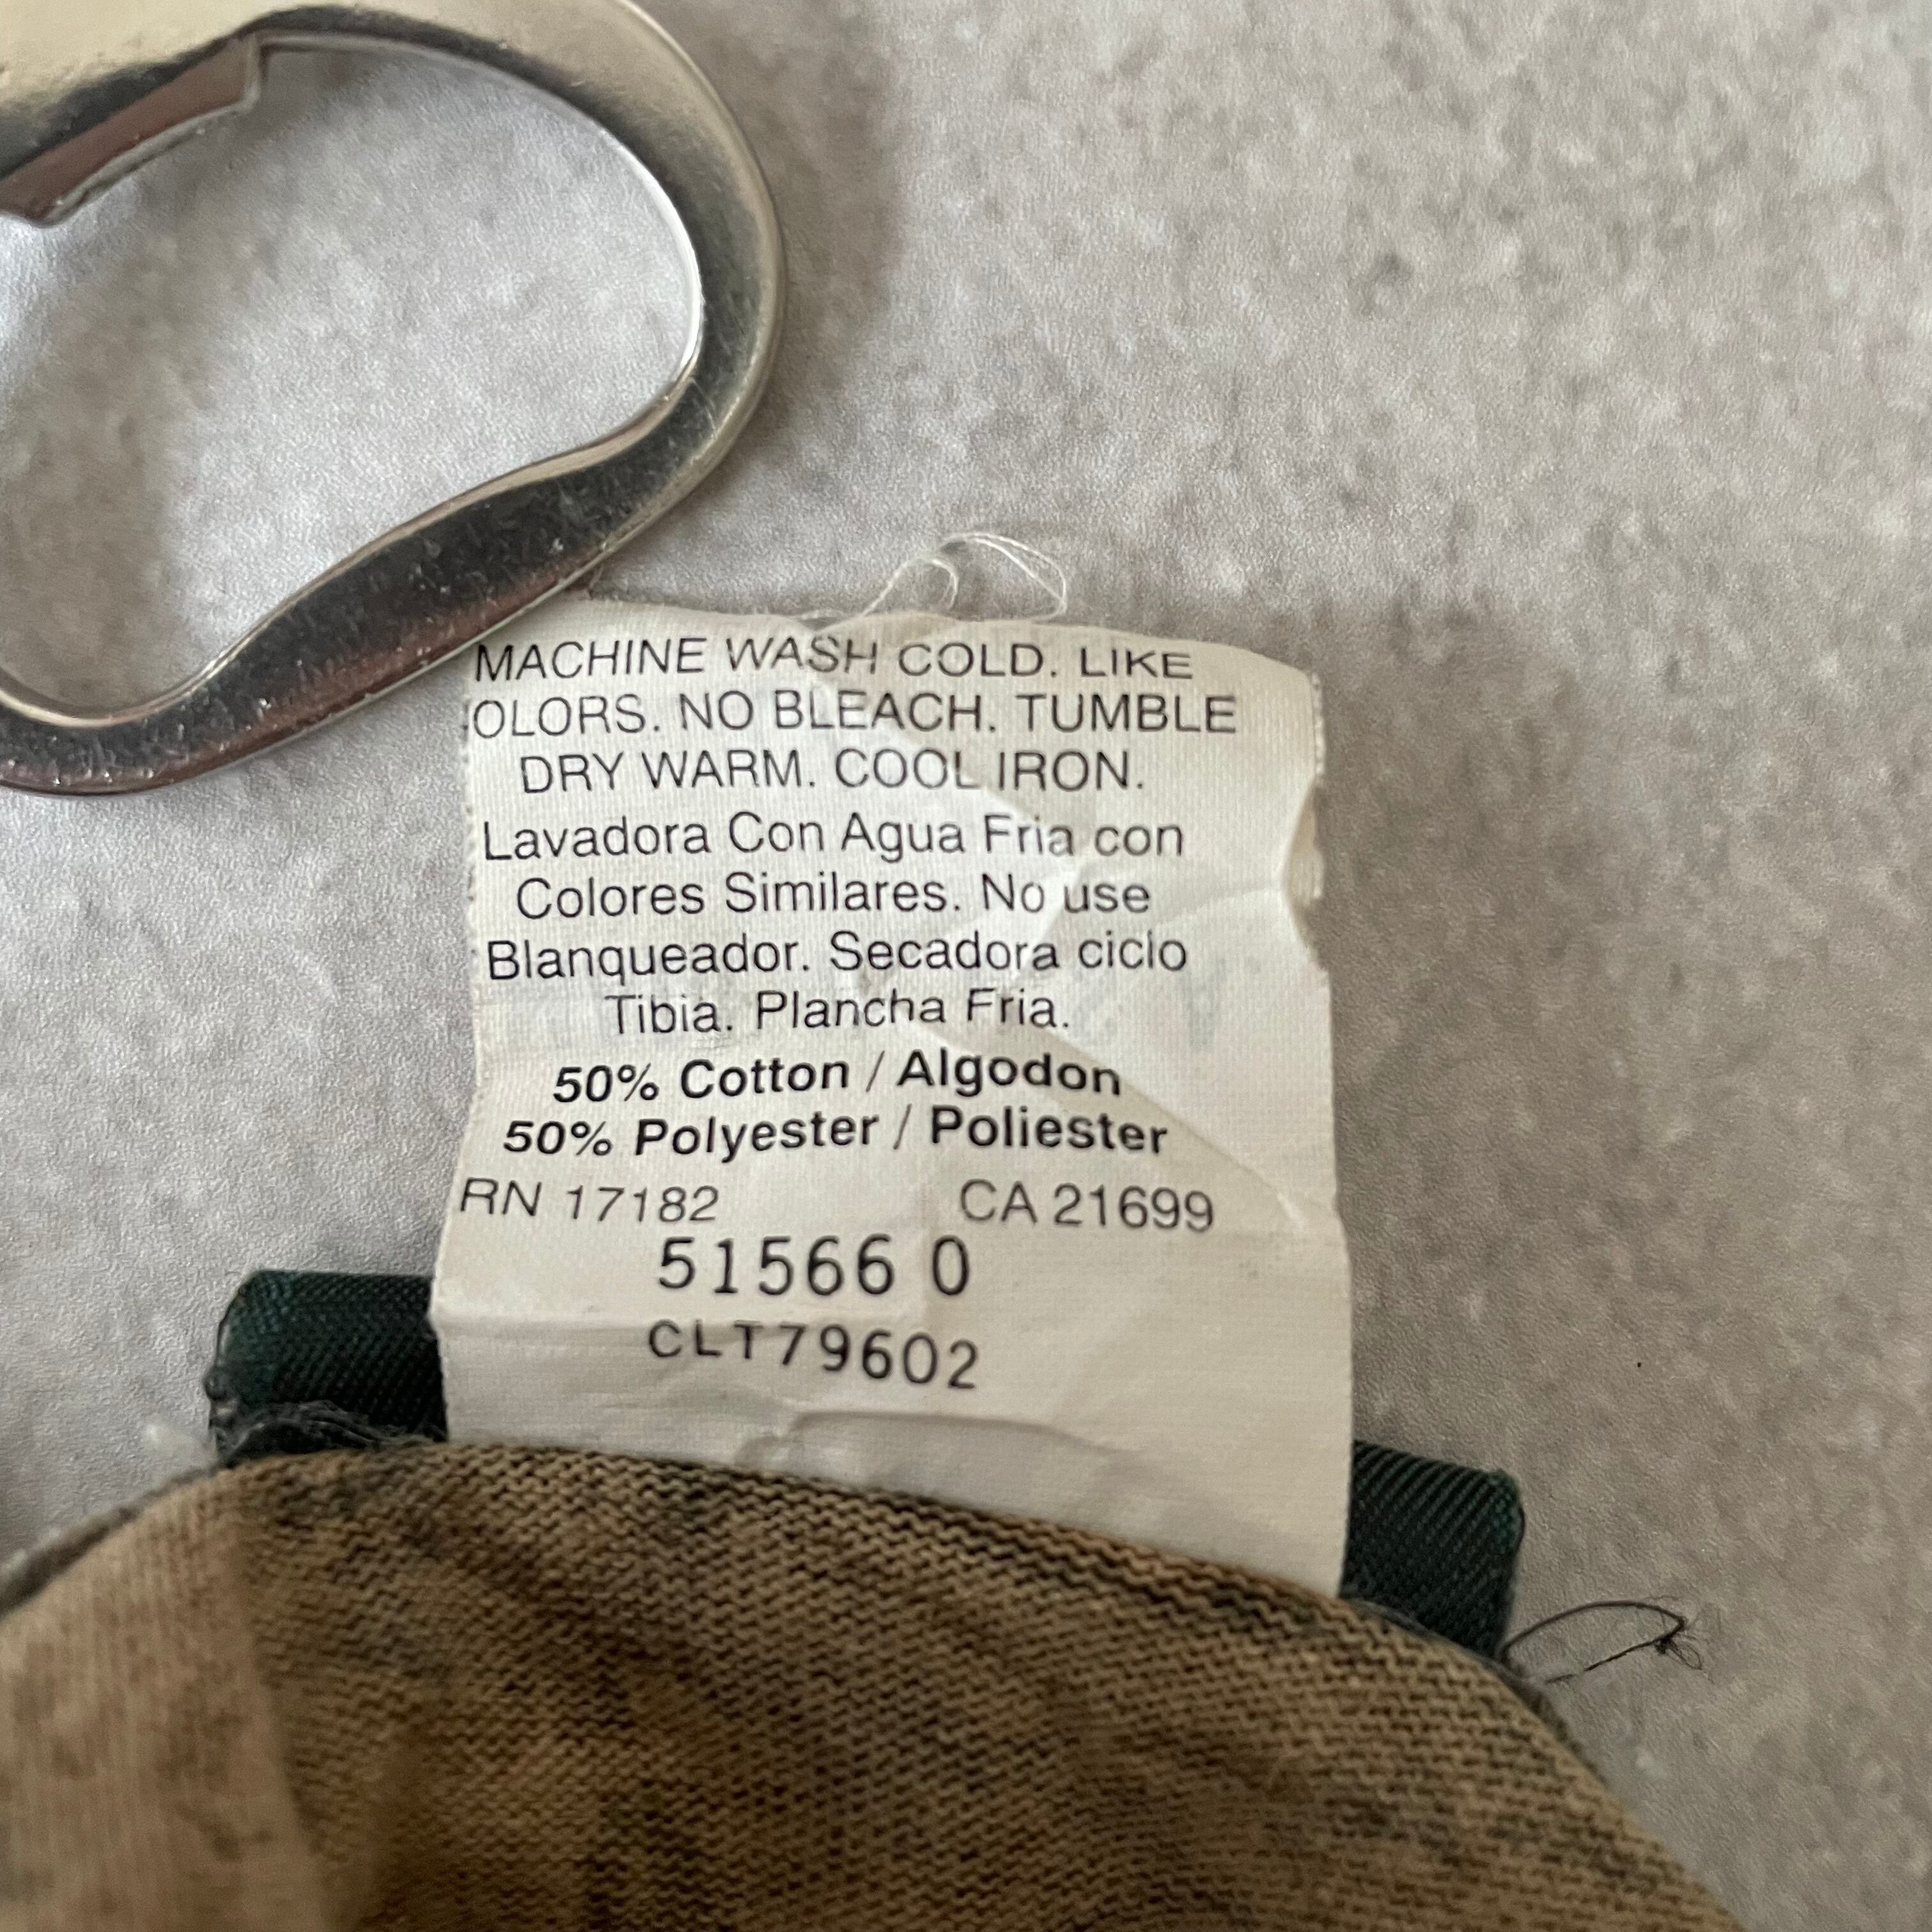 MACHINE WASH COLD. LIKE
OLORS. NO BLEACH. TUMBLE
DRY WARM. COOL IRON.
Lavadora Con Agua Fria con
Colores Similares. No use
Blanqueador. Secadora ciclo
Tibia. Plancha Fria.
50% Cotton / Algodon
50% Polyester / Poliester
RN 17182 CA 21699
51566 0
CLT79602